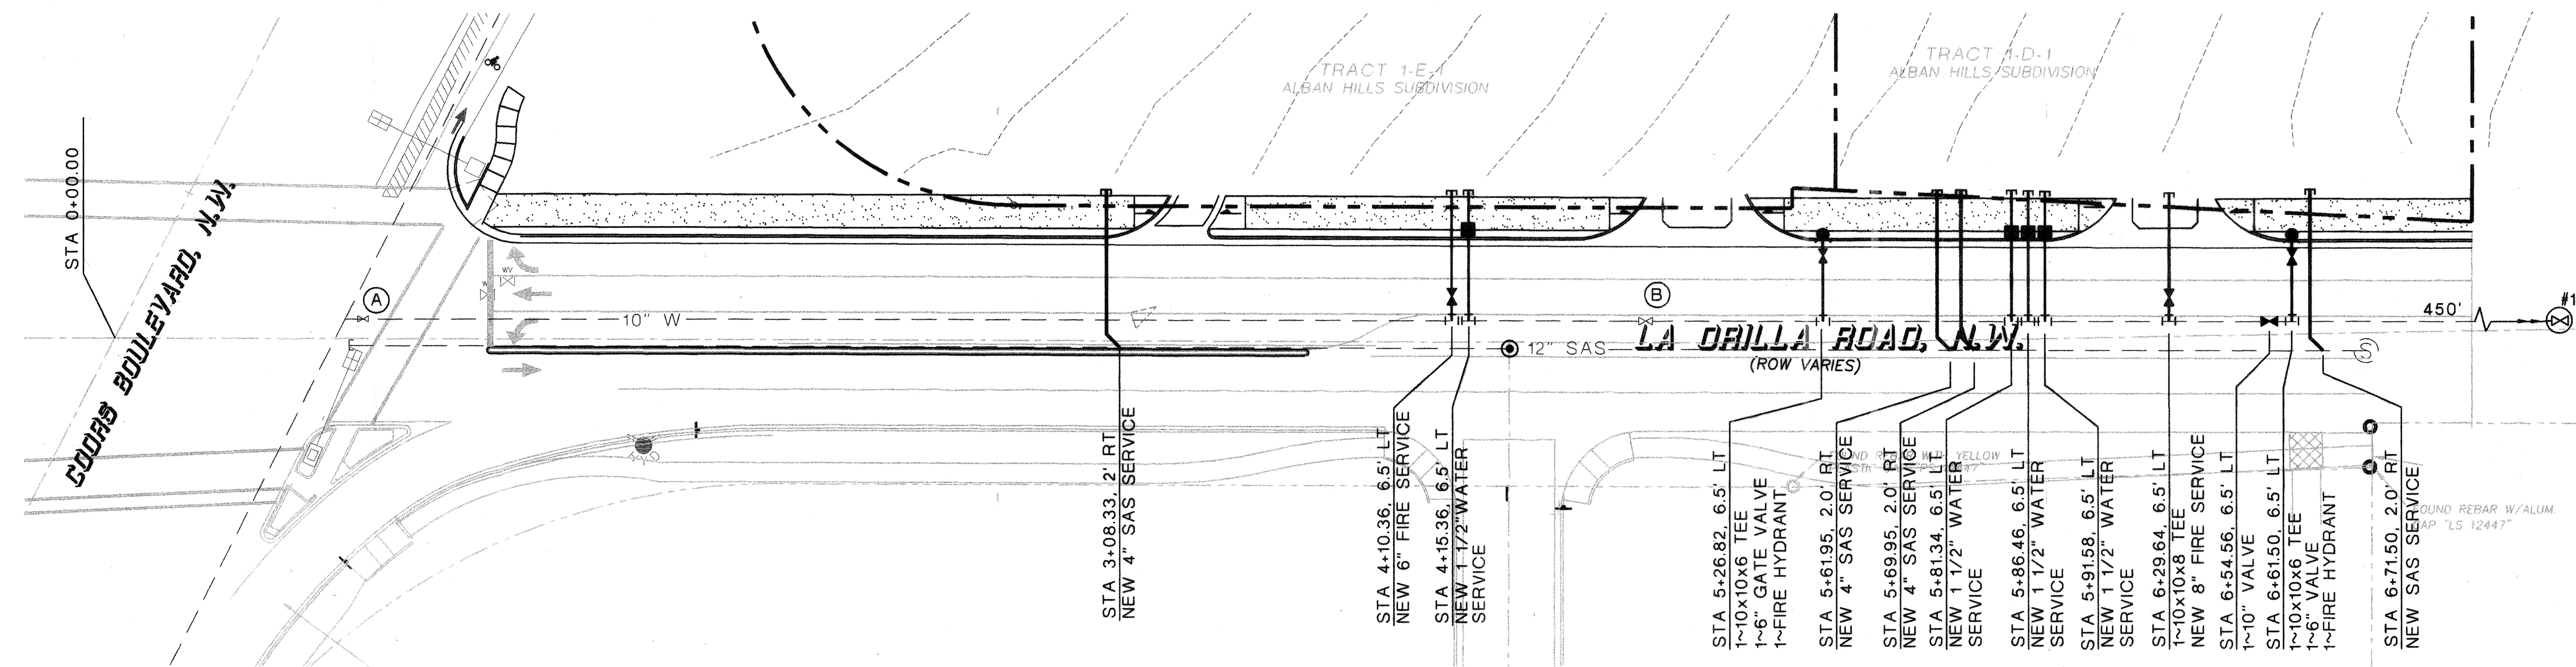 STA 0+00.00
COORS BOULEVARD, N.W.
TRACT 1-E-1
ALBAN HILLS SUBDIVISION
TRACT 1-D-1
ALBAN HILLS SUBDIVISION
A
WV
W
10" W
B
12" SAS
LA ORILLA ROAD, N.W.
(ROW VARIES)
S
450'
#1
STA 3+08.33, 2' RT
NEW 4" SAS SERVICE
STA 4+10.36, 6.5' LT
NEW 6" FIRE SERVICE
STA 4+15.36, 6.5' LT
NEW 1 1/2" WATER
SERVICE
STA 5+26.82, 6.5' LT
1~10x10x6 TEE
1~6" GATE VALVE
1~FIRE HYDRANT
STA 5+61.95, 2.0' RT
NEW 4" SAS SERVICE
STA 5+69.95, 2.0' RT
NEW 4" SAS SERVICE
STA 5+81.34, 6.5' LT
NEW 1 1/2" WATER
SERVICE
STA 5+86.46, 6.5' LT
NEW 1 1/2" WATER
SERVICE
STA 5+91.58, 6.5' LT
NEW 1 1/2" WATER
SERVICE
STA 6+29.64, 6.5' LT
1~10x10x8 TEE
NEW 8" FIRE SERVICE
STA 6+54.56, 6.5' LT
1~10" VALVE
STA 6+61.50, 6.5' LT
1~10x10x6 TEE
1~6" VALVE
1~FIRE HYDRANT
STA 6+71.50, 2.0' RT
NEW SAS SERVICE
FOUND REBAR WITH YELLOW
FOUND REBAR W/ALUM.
CAP "LS 12447"